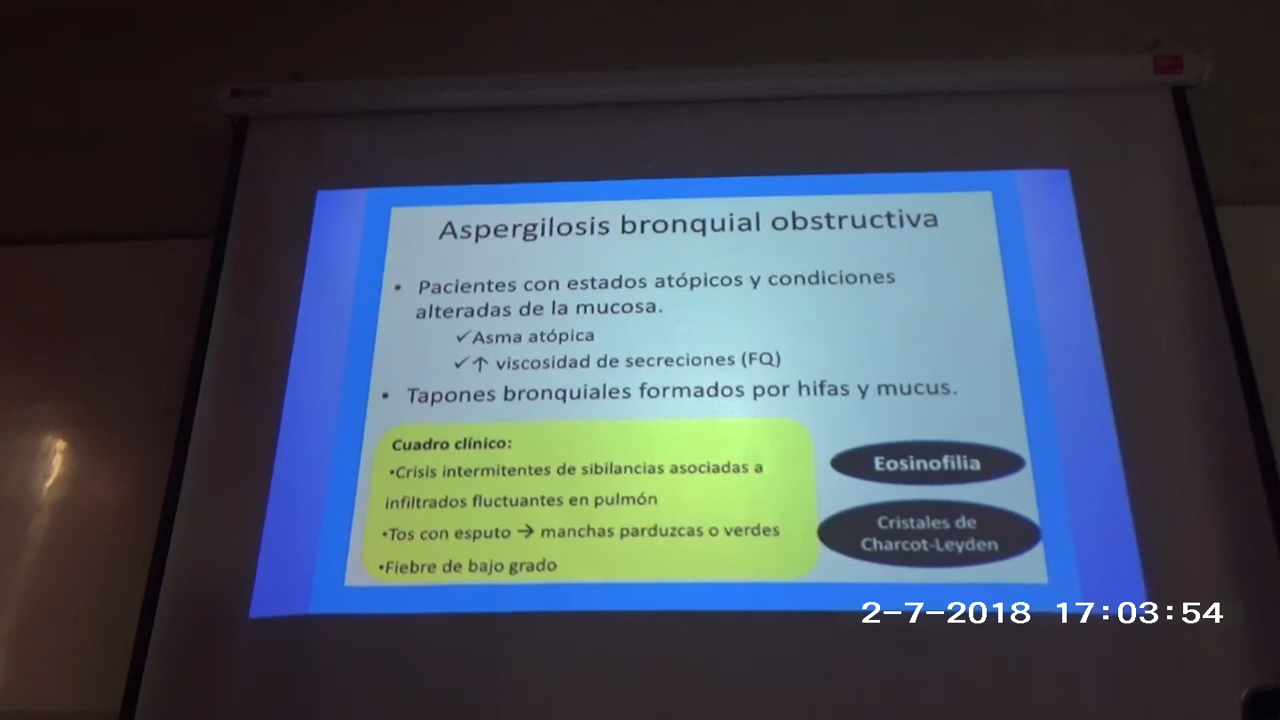 Aspergilosis bronquial obstructiva
• Pacientes con estados atópicos y condiciones
alteradas de la mucosa.
✓Asma atópica
✓↑ viscosidad de secreciones (FQ)
• Tapones bronquiales formados por hifas y mucus.
Cuadro clínico:
•Crisis intermitentes de sibilancias asociadas a
infiltrados fluctuantes en pulmón
•Tos con esputo → manchas parduzcas o verdes
•Fiebre de bajo grado
Eosinofilia
Cristales de
Charcot-Leyden
2-7-2018 17:03:54